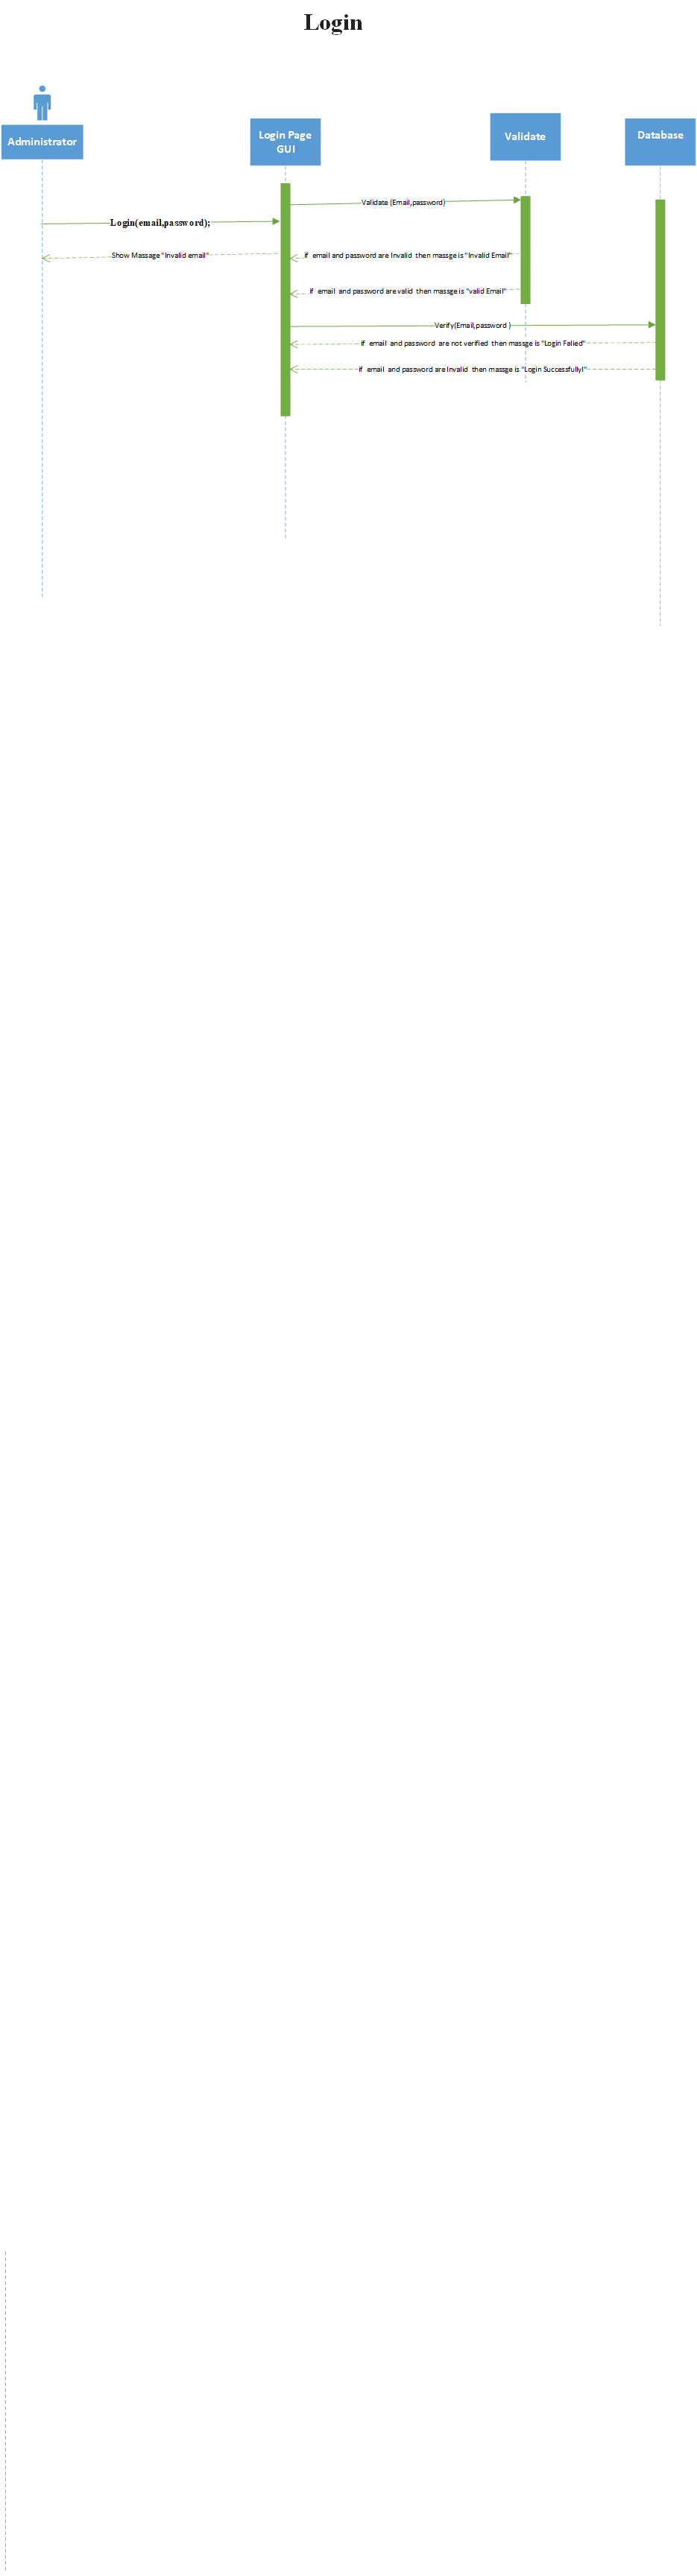 Login
Administrator
Login Page
GUI
Validate
Database
Validate (Email,password)
Login(email,password);
Show Massage "Invalid email"
if email and password are Invalid then massge is "Invalid Email"
if email and password are valid then massge is "valid Email"
Verify(Email,password )
if email and password are not verified then massge is "Login Falied"
if email and password are Invalid then massge is "Login Successfully!"